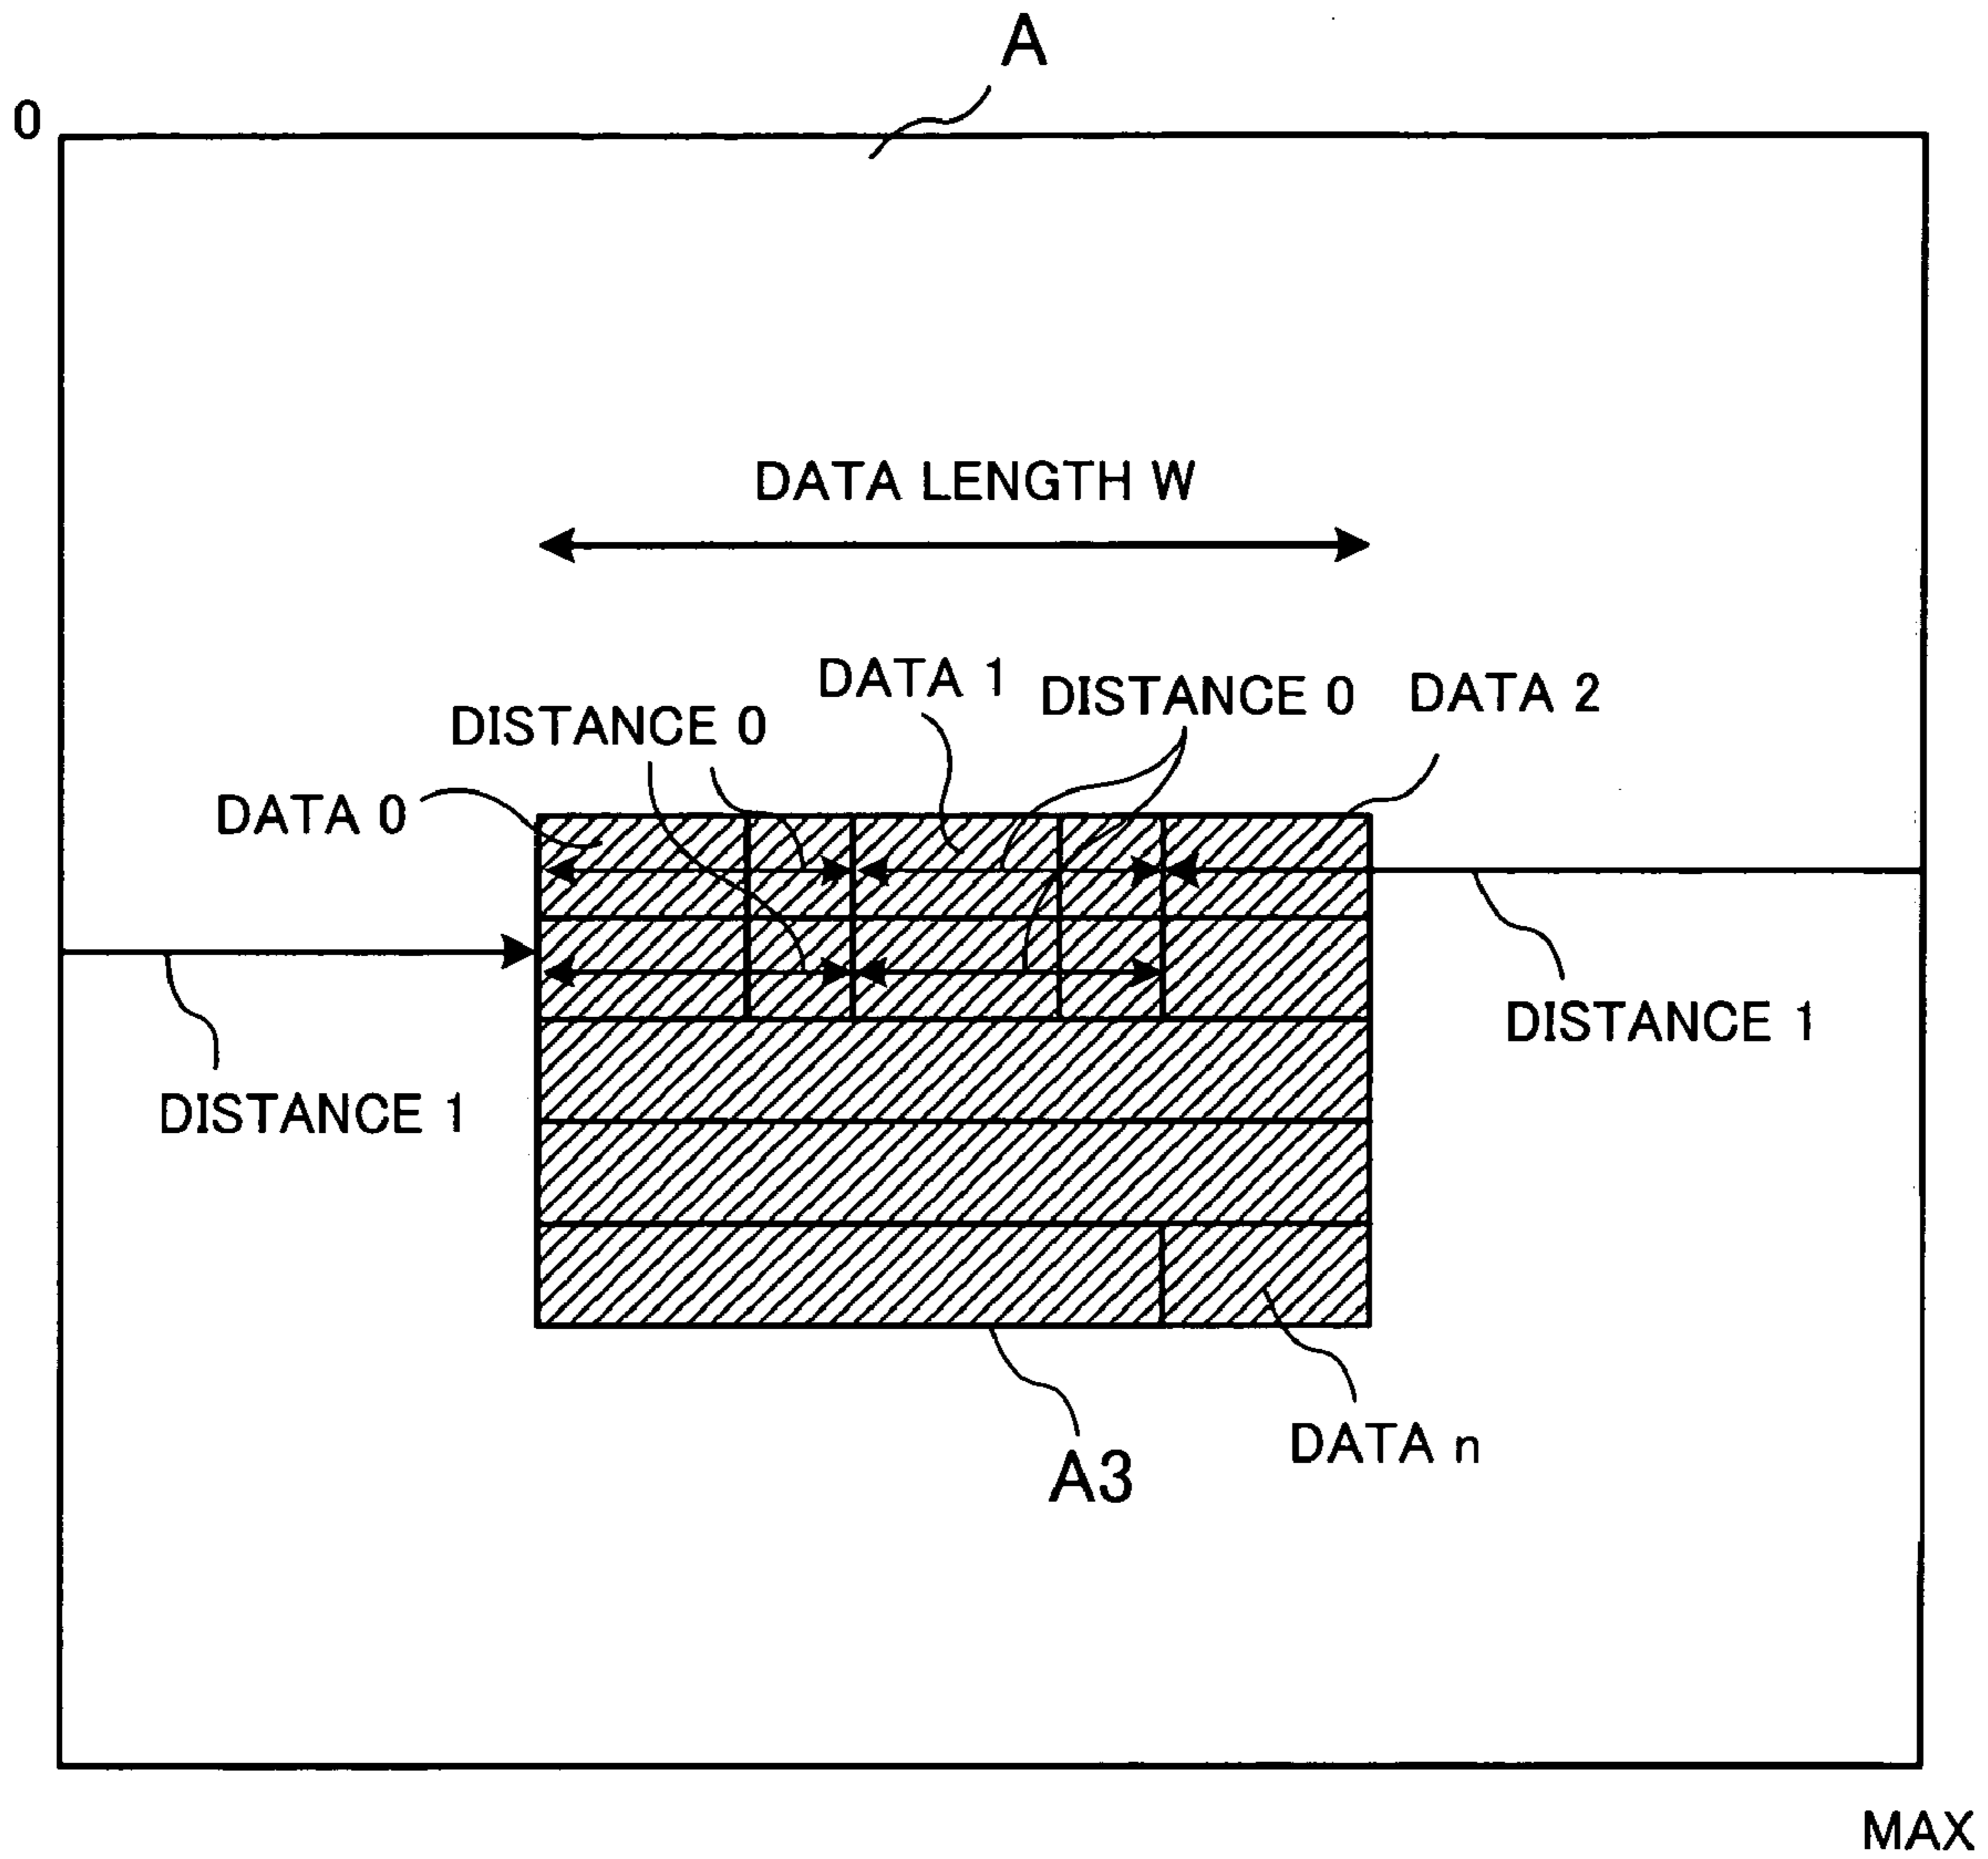 A
0
DATA LENGTH W
DATA 1
DISTANCE 0
DATA 2
DISTANCE 0
DATA 0
DISTANCE 1
DISTANCE 1
DATA n
A3
MAX